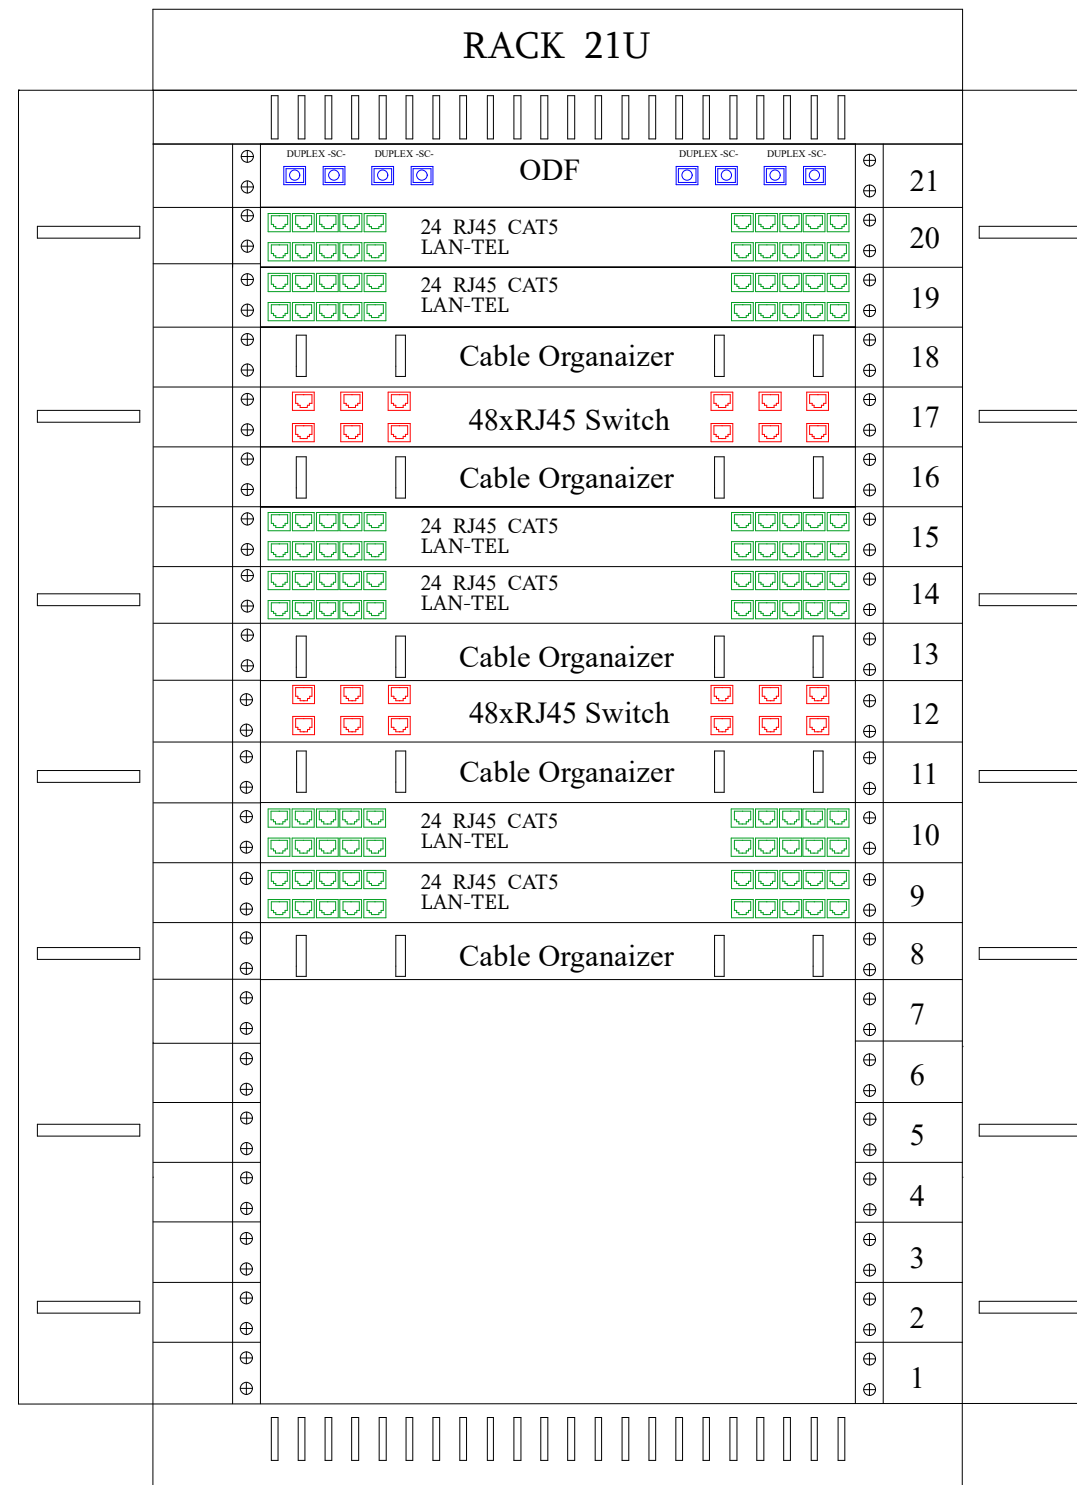 RACK 21U
DUPLEX -SC- DUPLEX -SC- ODF DUPLEX -SC- DUPLEX -SC- 21
24 RJ45 CAT5
LAN-TEL 20
24 RJ45 CAT5
LAN-TEL 19
Cable Organaizer 18
48xRJ45 Switch 17
Cable Organaizer 16
24 RJ45 CAT5
LAN-TEL 15
24 RJ45 CAT5
LAN-TEL 14
Cable Organaizer 13
48xRJ45 Switch 12
Cable Organaizer 11
24 RJ45 CAT5
LAN-TEL 10
24 RJ45 CAT5
LAN-TEL 9
Cable Organaizer 8
7
6
5
4
3
2
1